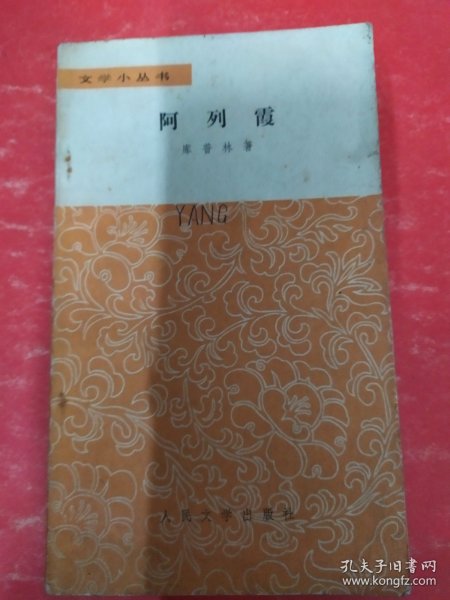 文学小丛书
阿列霞
库普林著
YANG
人民文学出版社
孔夫子旧书网
www.kongfz.com